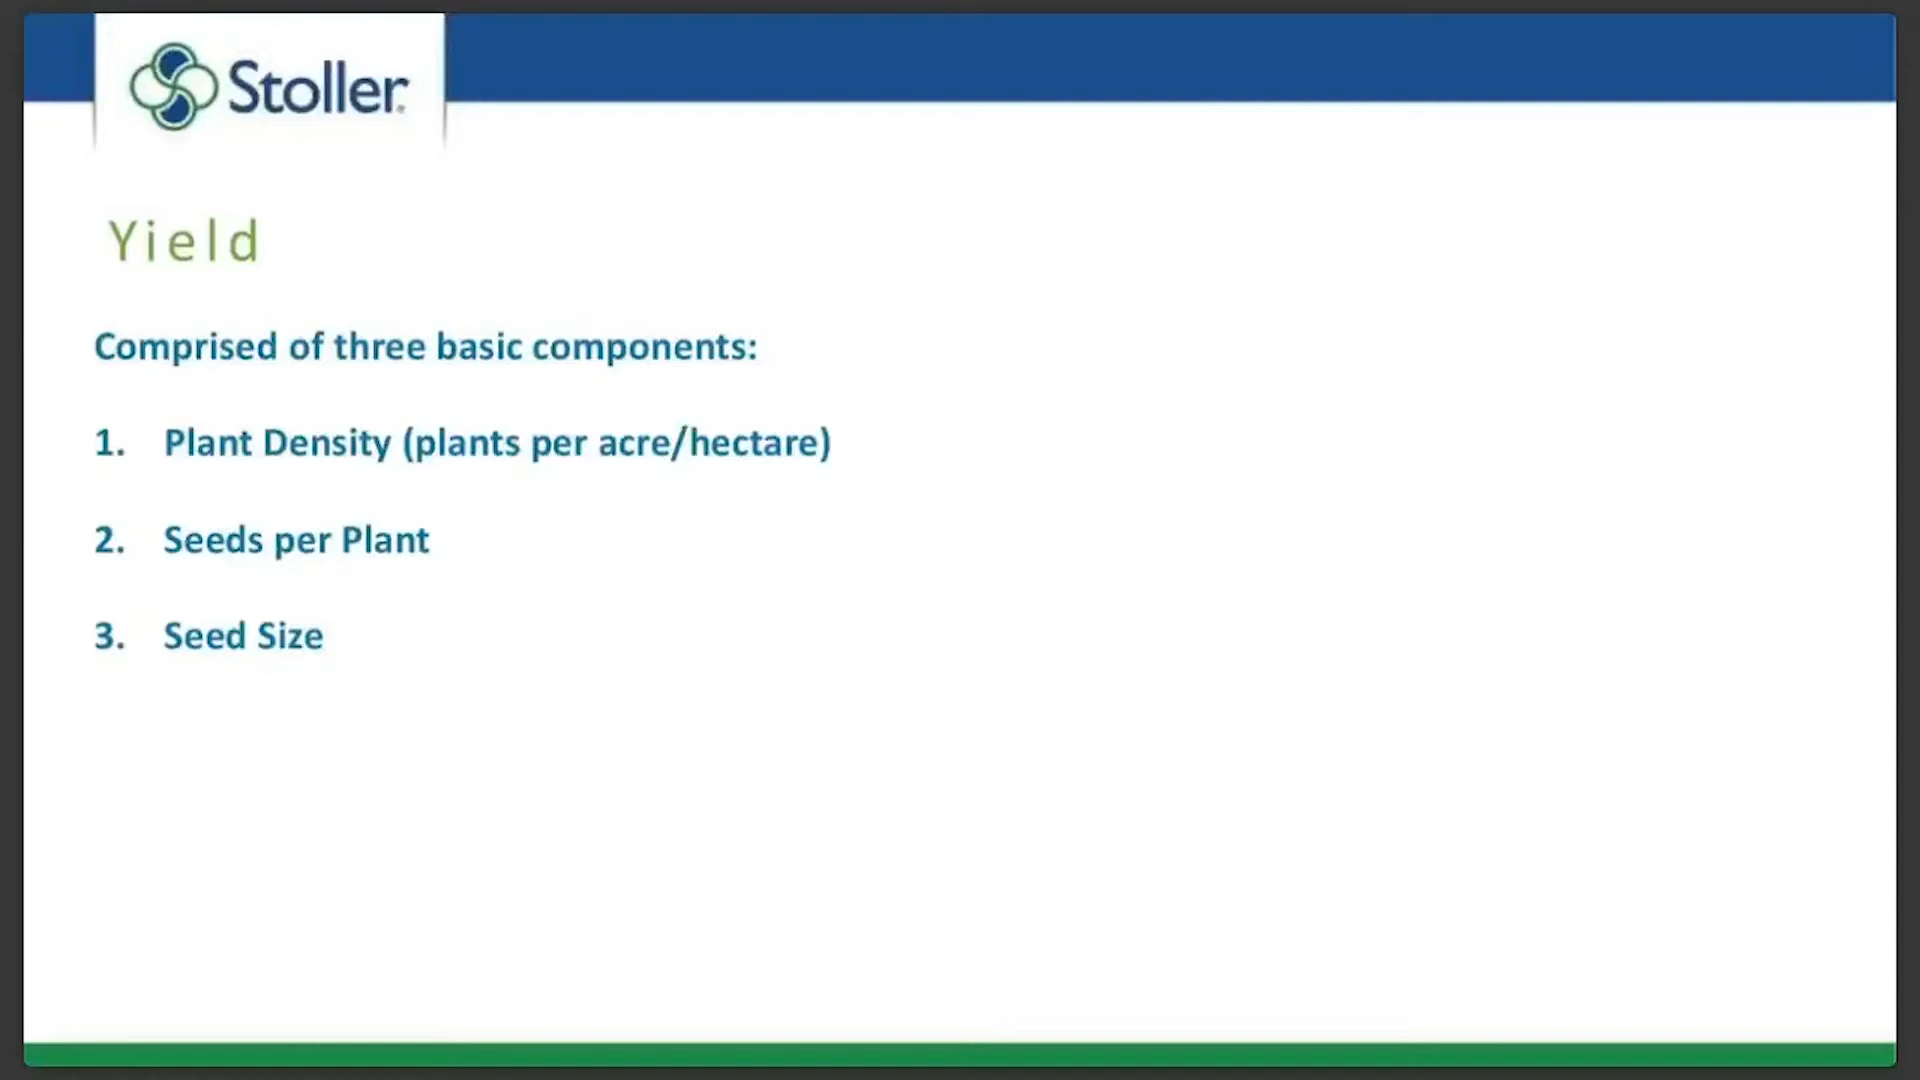 Stoller
Yield
Comprised of three basic components:
1. Plant Density (plants per acre/hectare)
2. Seeds per Plant
3. Seed Size